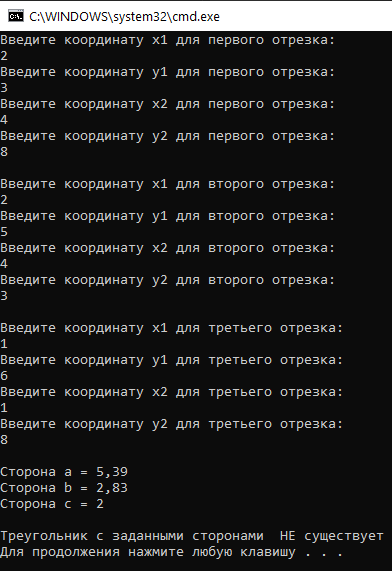 C:\WINDOWS\system32\cmd.exe
Введите координату x1 для первого отрезка:
2
Введите координату y1 для первого отрезка:
3
Введите координату x2 для первого отрезка:
4
Введите координату y2 для первого отрезка:
8
Введите координату x1 для второго отрезка:
2
Введите координату y1 для второго отрезка:
5
Введите координату x2 для второго отрезка:
4
Введите координату y2 для второго отрезка:
3
Введите координату x1 для третьего отрезка:
1
Введите координату y1 для третьего отрезка:
6
Введите координату x2 для третьего отрезка:
1
Введите координату y2 для третьего отрезка:
8
Сторона a = 5,39
Сторона b = 2,83
Сторона c = 2
Треугольник с заданными сторонами  НЕ существует
Для продолжения нажмите любую клавишу . . .